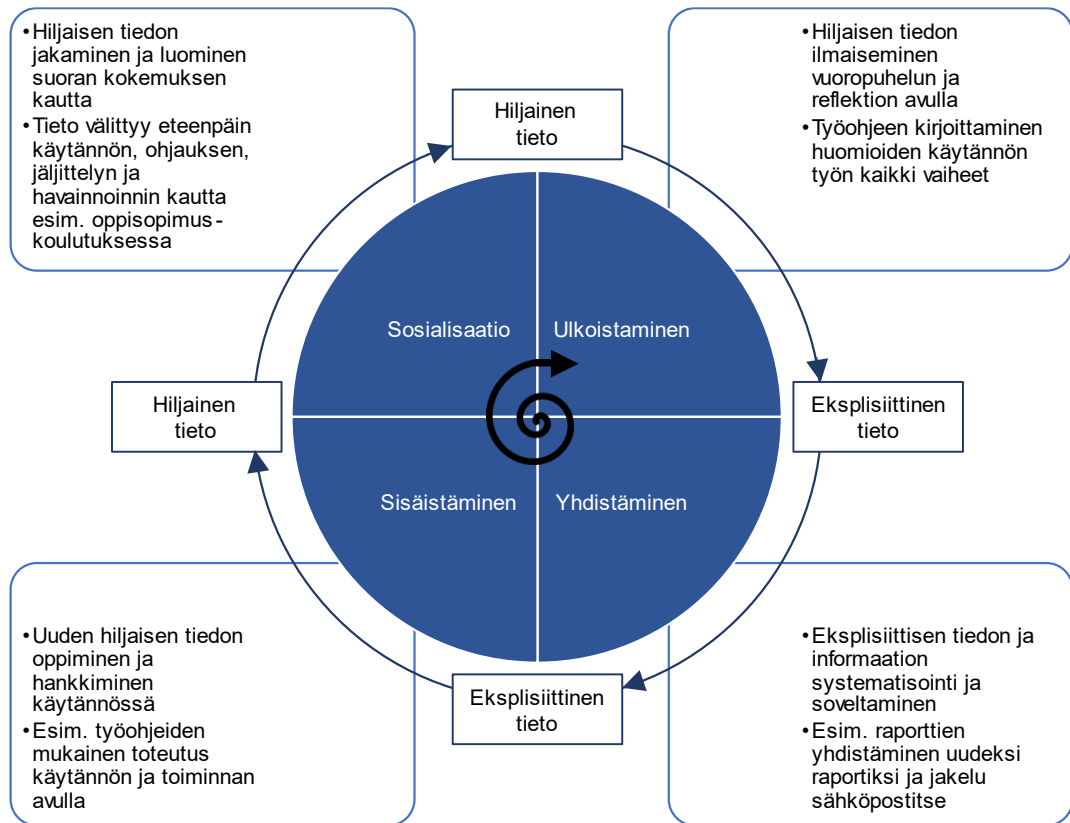 •Hiljaisen tiedon
jakaminen ja luominen
suoran kokemuksen
kautta
•Tieto välittyy eteenpäin
käytännön, ohjauksen,
jäljittelyn ja
havainnoinnin kautta
esim. oppisopimus-
koulutuksessa
•Hiljaisen tiedon
ilmaiseminen
vuoropuhelun ja
reflektion avulla
•Työohjeen kirjoittaminen
huomioiden käytännön
työn kaikki vaiheet
Hiljainen
tieto
Sosialisaatio
Ulkoistaminen
Hiljainen
tieto
Eksplisiittinen
tieto
Sisäistäminen
Yhdistäminen
Eksplisiittinen
tieto
•Uuden hiljaisen tiedon
oppiminen ja
hankkiminen
käytännössä
•Esim. työohjeiden
mukainen toteutus
käytännön ja toiminnan
avulla
•Eksplisiittisen tiedon ja
informaation
systematisointi ja
soveltaminen
•Esim. raporttien
yhdistäminen uudeksi
raportiksi ja jakelu
sähköpostitse